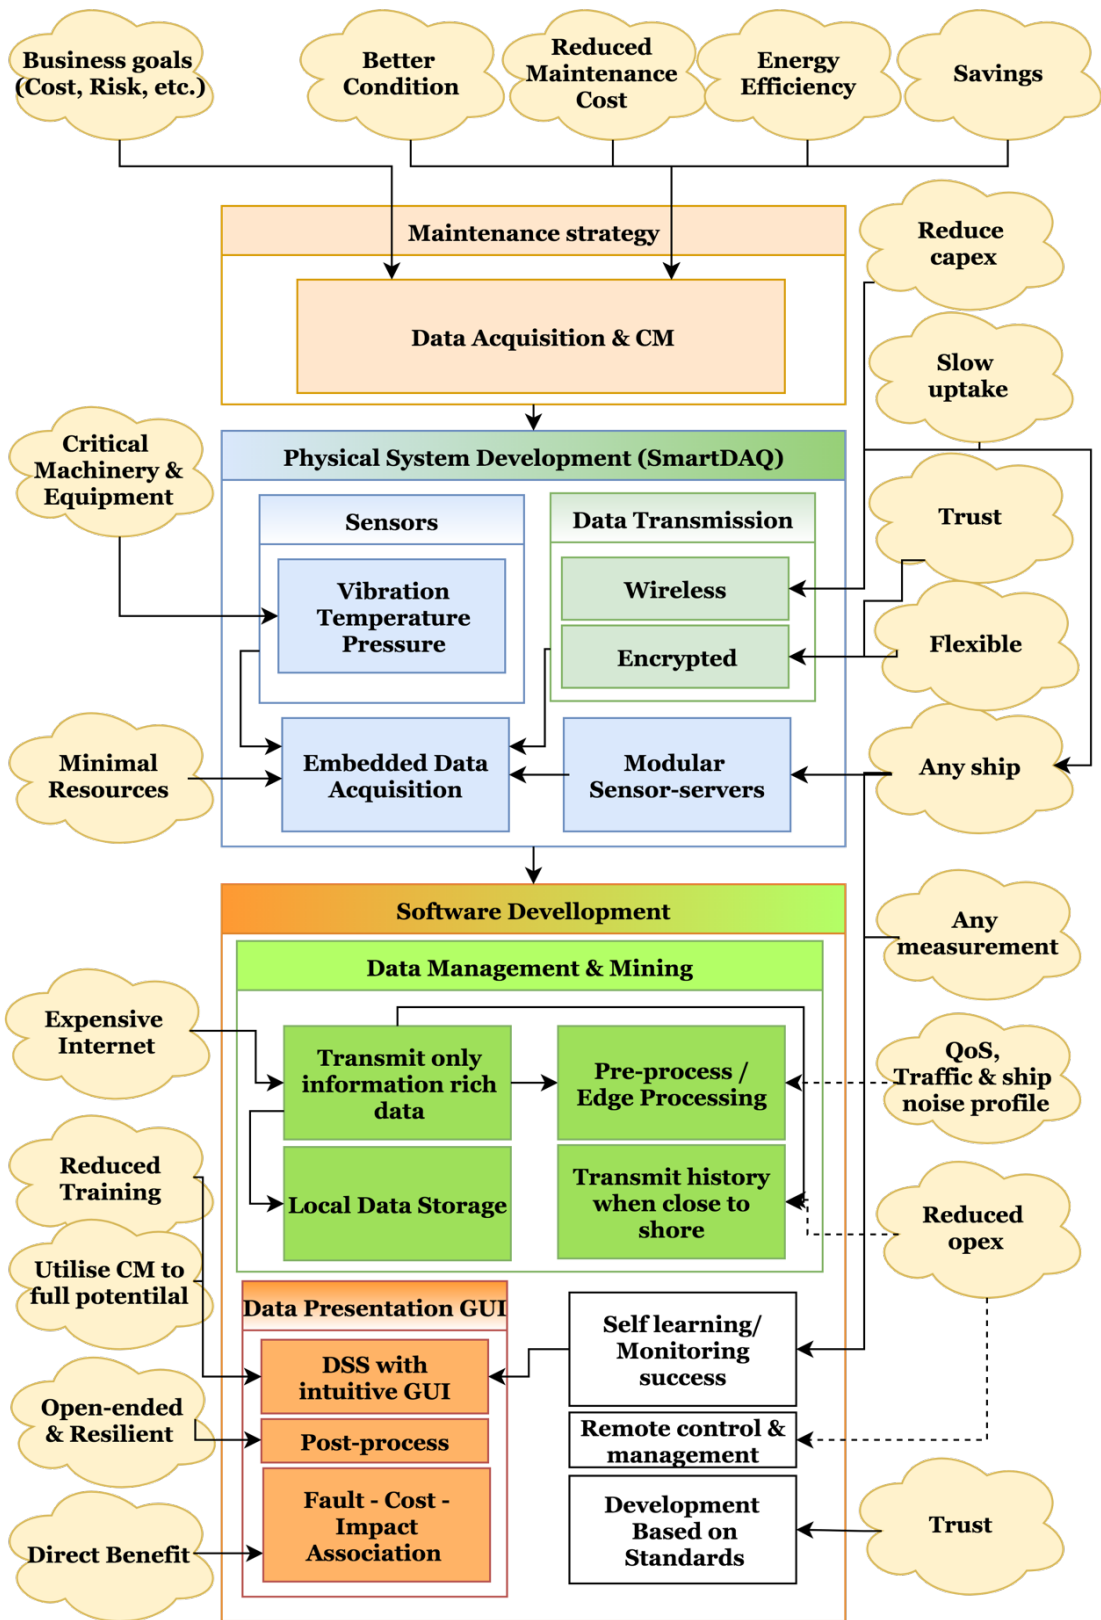 Business goals
(Cost, Risk, etc.)
Better
Condition
Reduced
Maintenance
Cost
Energy
Efficiency
Savings
Maintenance strategy
Data Acquisition & CM
Reduce
capex
Slow
uptake
Critical
Machinery &
Equipment
Physical System Development (SmartDAQ)
Sensors
Vibration
Temperature
Pressure
Data Transmission
Wireless
Encrypted
Trust
Flexible
Minimal
Resources
Embedded Data
Acquisition
Modular
Sensor-servers
Any ship
Software Devellopment
Any
measurement
Data Management & Mining
Expensive
Internet
Transmit only
information rich
data
Pre-process /
Edge Processing
QoS,
Traffic & ship
noise profile
Reduced
Training
Local Data Storage
Transmit history
when close to
shore
Reduced
opex
Utilise CM to
full potentilal
Data Presentation GUI
DSS with
intuitive GUI
Self learning/
Monitoring
success
Open-ended
& Resilient
Post-process
Remote control &
management
Direct Benefit
Fault - Cost -
Impact
Association
Development
Based on
Standards
Trust